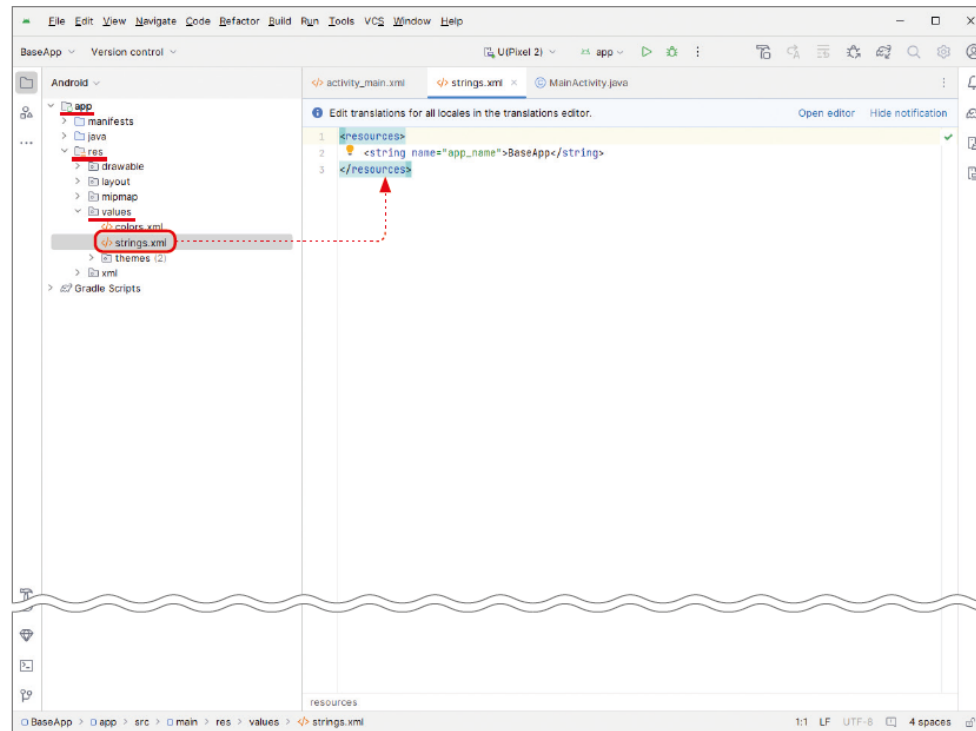 File Edit View Navigate Code Refactor Build Run Tools VCS Window Help
BaseApp Version control U(Pixel 2) app
Android
activity_main.xml strings.xml MainActivity.java
app
manifests
java
res
drawable
layout
mipmap
values
colors.xml
strings.xml
themes (2)
xml
Gradle Scripts
Edit translations for all locales in the translations editor. Open editor Hide notification
1 <resources>
2 <string name="app_name">BaseApp</string>
3 </resources>
resources
BaseApp > app > src > main > res > values > strings.xml 1:1 LF UTF-8 4 spaces